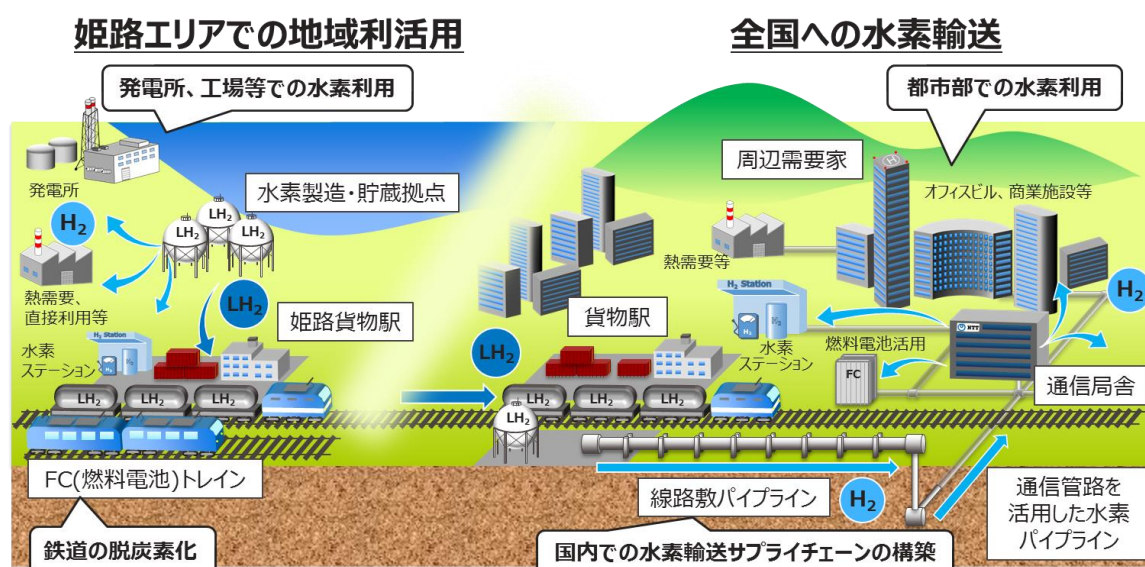 姫路エリアでの地域利活用
全国への水素輸送
発電所、工場等での水素利用
都市部での水素利用
発電所
H2
水素製造・貯蔵拠点
LH2
LH2
LH2
熱需要、
直接利用等
LH2
姫路貨物駅
H2 Station
H2
水素
ステーション
LH2
LH2
LH2
FC(燃料電池)トレイン
鉄道の脱炭素化
周辺需要家
オフィスビル、商業施設等
H
熱需要等
H2 Station
H2
H2
水素
ステーション
貨物駅
LH2
LH2
LH2
LH2
LH2
燃料電池活用
FC
NTT
H2
通信局舎
線路敷パイプライン
H2
通信管路を
活用した水素
パイプライン
国内での水素輸送サプライチェーンの構築